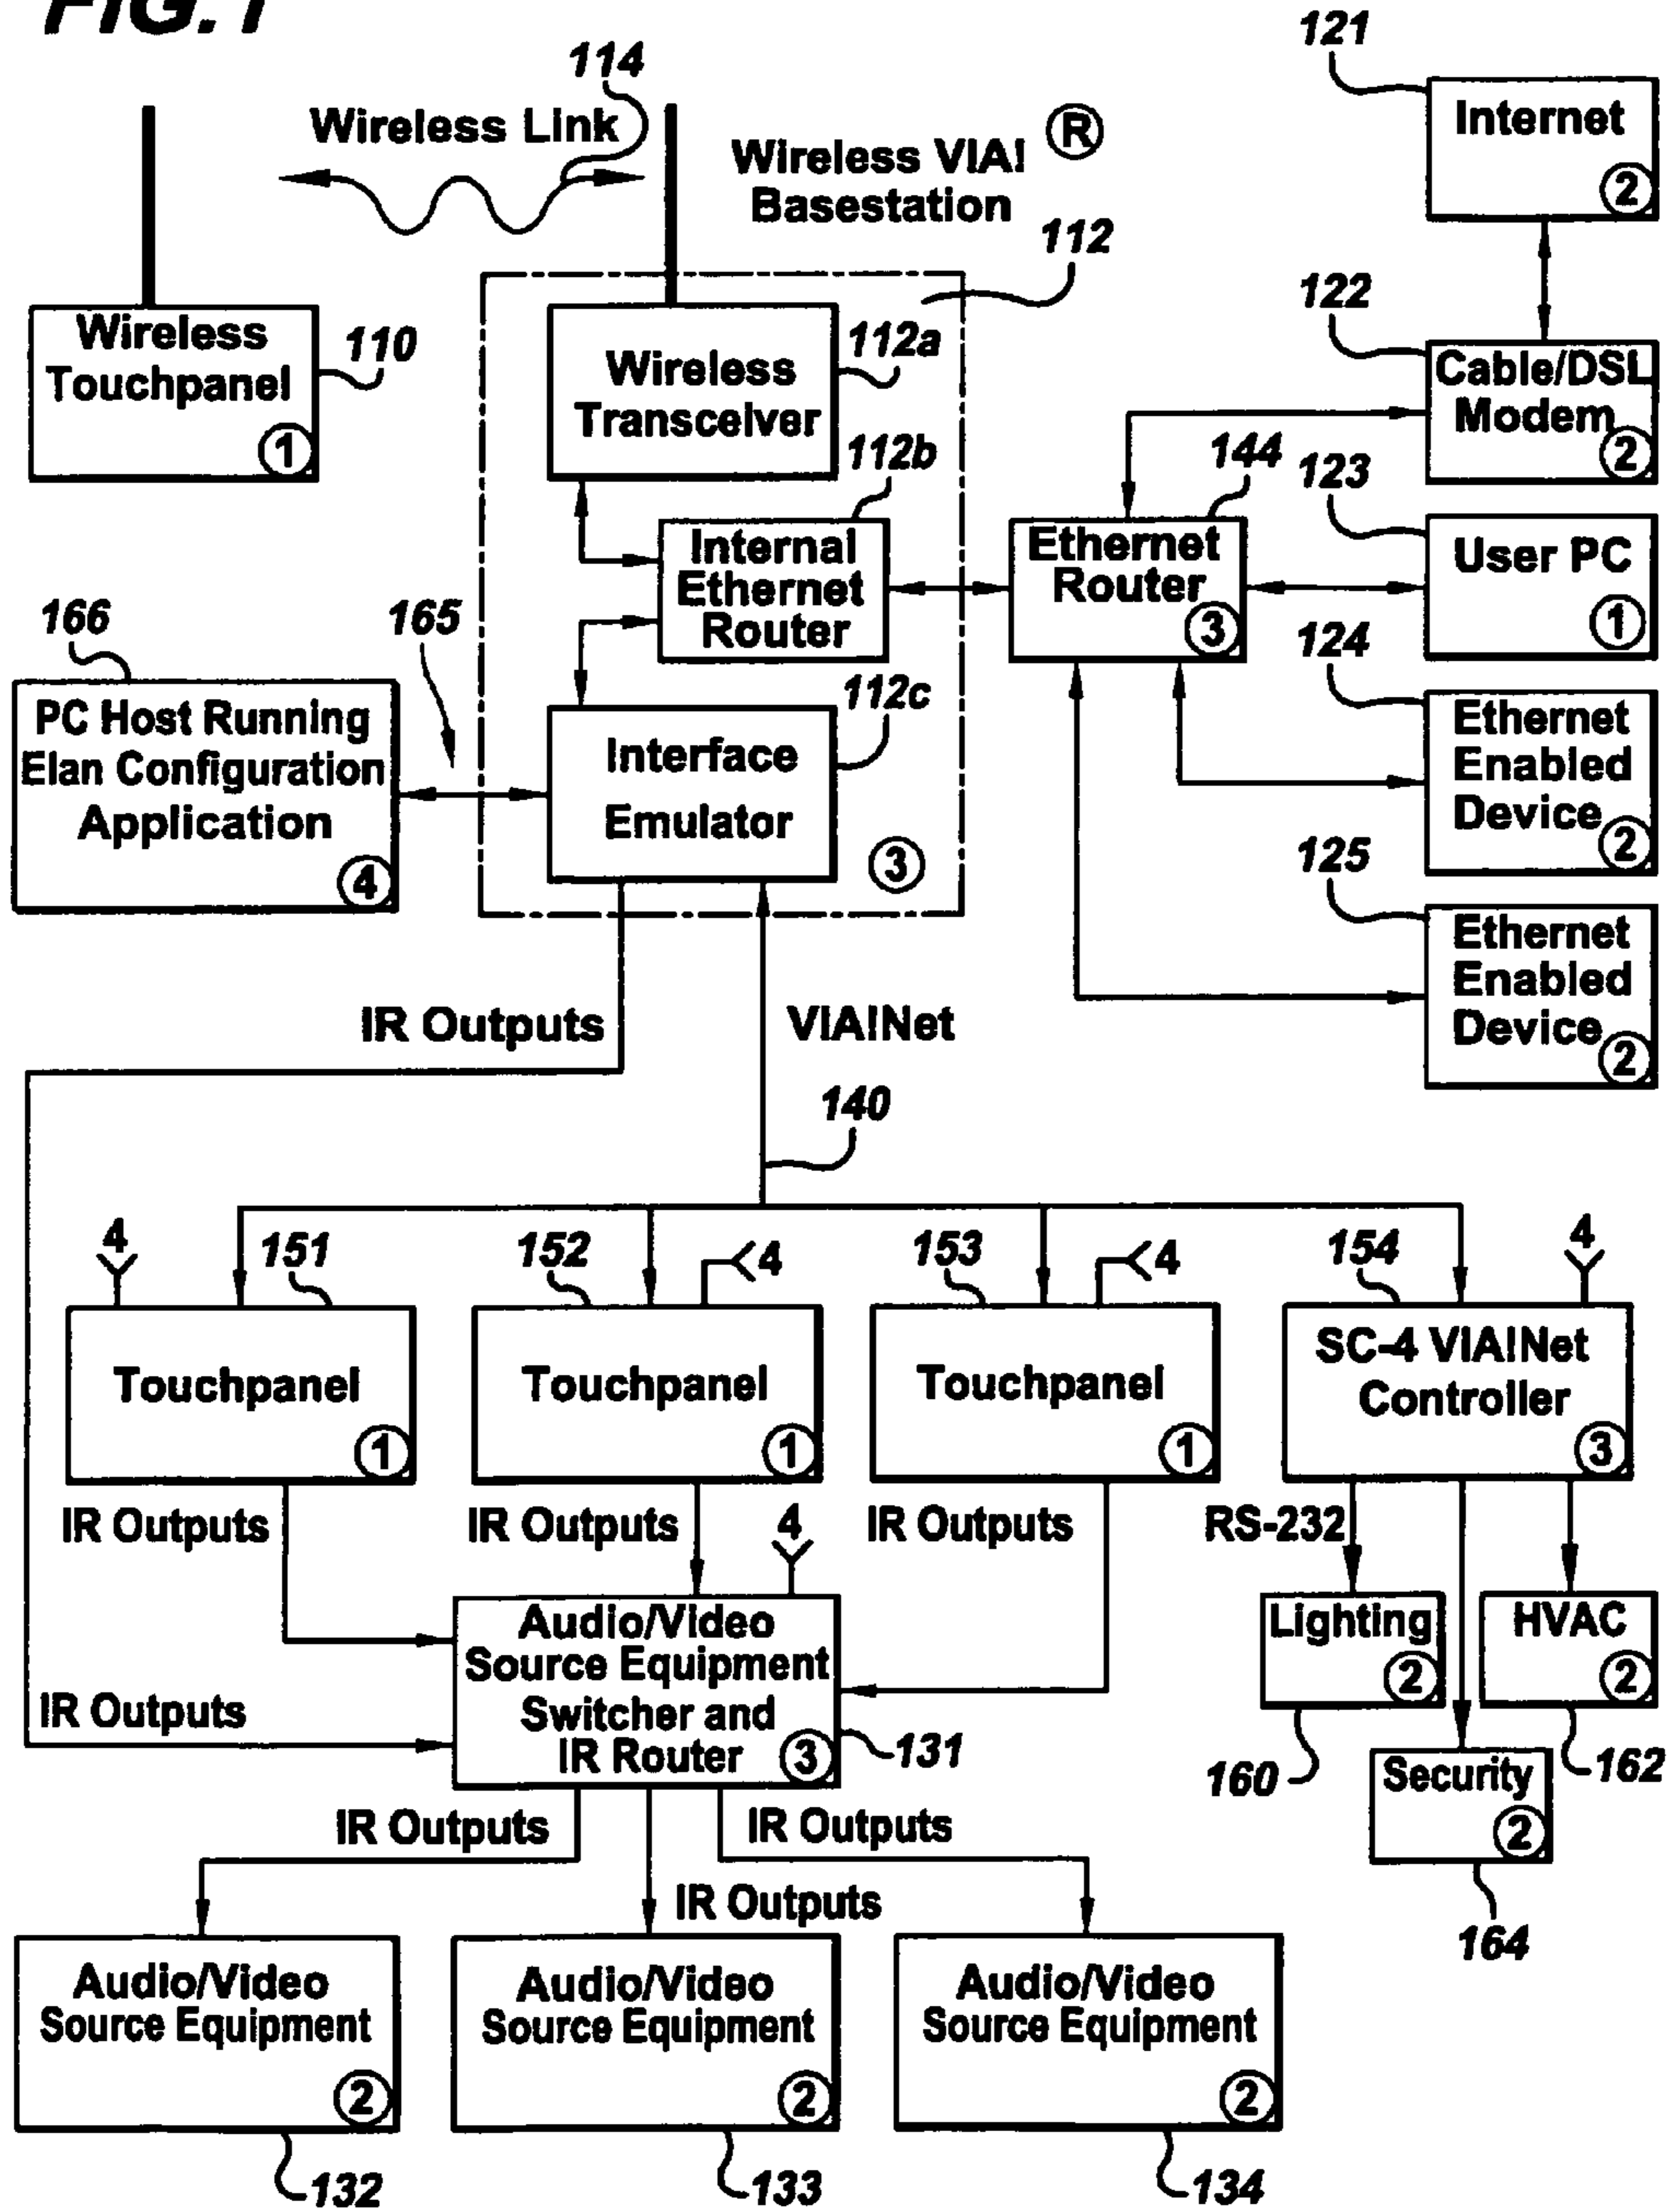 FIG. 1
114
121
Wireless Link
Wireless VIA! ®
Basestation
Internet
2
112
Wireless
Touchpanel
1
110
Wireless
Transceiver
112a
122
Cable/DSL
Modem
2
112b
144
123
Internal
Ethernet
Router
Ethernet
Router
3
User PC
1
166
165
124
PC Host Running
Elan Configuration
Application
4
112c
Interface
Emulator
3
Ethernet
Enabled
Device
2
125
Ethernet
Enabled
Device
2
IR Outputs
VIA!Net
140
4
151
152
4
153
4
154
4
Touchpanel
1
Touchpanel
1
Touchpanel
1
SC-4 VIA!Net
Controller
3
IR Outputs
IR Outputs
4
IR Outputs
RS-232
Audio/Video
Source Equipment
Switcher and
IR Router
3
131
Lighting
2
HVAC
2
IR Outputs
160
162
Security
2
164
IR Outputs
IR Outputs
IR Outputs
Audio/Video
Source Equipment
2
Audio/Video
Source Equipment
2
Audio/Video
Source Equipment
2
132
133
134